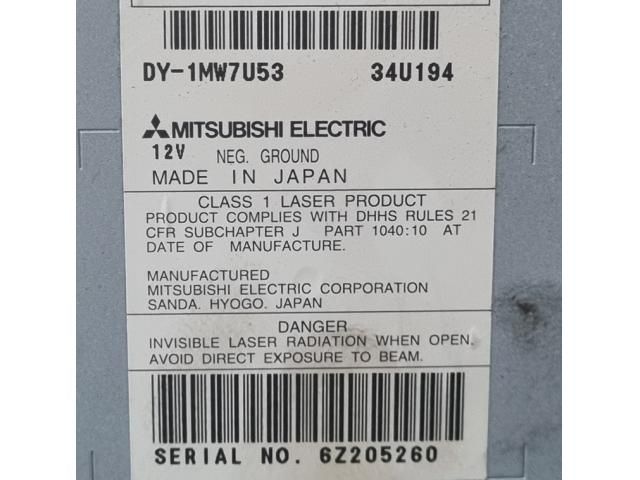 DY-1MW7U53 34U194
MITSUBISHI ELECTRIC
12V NEG. GROUND
MADE IN JAPAN
CLASS 1 LASER PRODUCT
PRODUCT COMPLIES WITH DHHS RULES 21
CFR SUBCHAPTER J PART 1040:10 AT
DATE OF MANUFACTURE.
MANUFACTURED
MITSUBISHI ELECTRIC CORPORATION
SANDA. HYOGO. JAPAN
DANGER
INVISIBLE LASER RADIATION WHEN OPEN.
AVOID DIRECT EXPOSURE TO BEAM.
SERIAL NO. 6Z205260